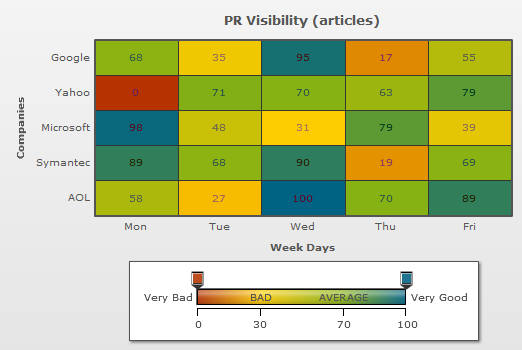 PR Visibility (articles)
Companies
Google 68 35 95 17 55
Yahoo 0 71 70 63 79
Microsoft 98 48 31 79 39
Symantec 89 68 90 19 69
AOL 58 27 100 70 89
Mon Tue Wed Thu Fri
Week Days
Very Bad BAD AVERAGE Very Good
0 30 70 100